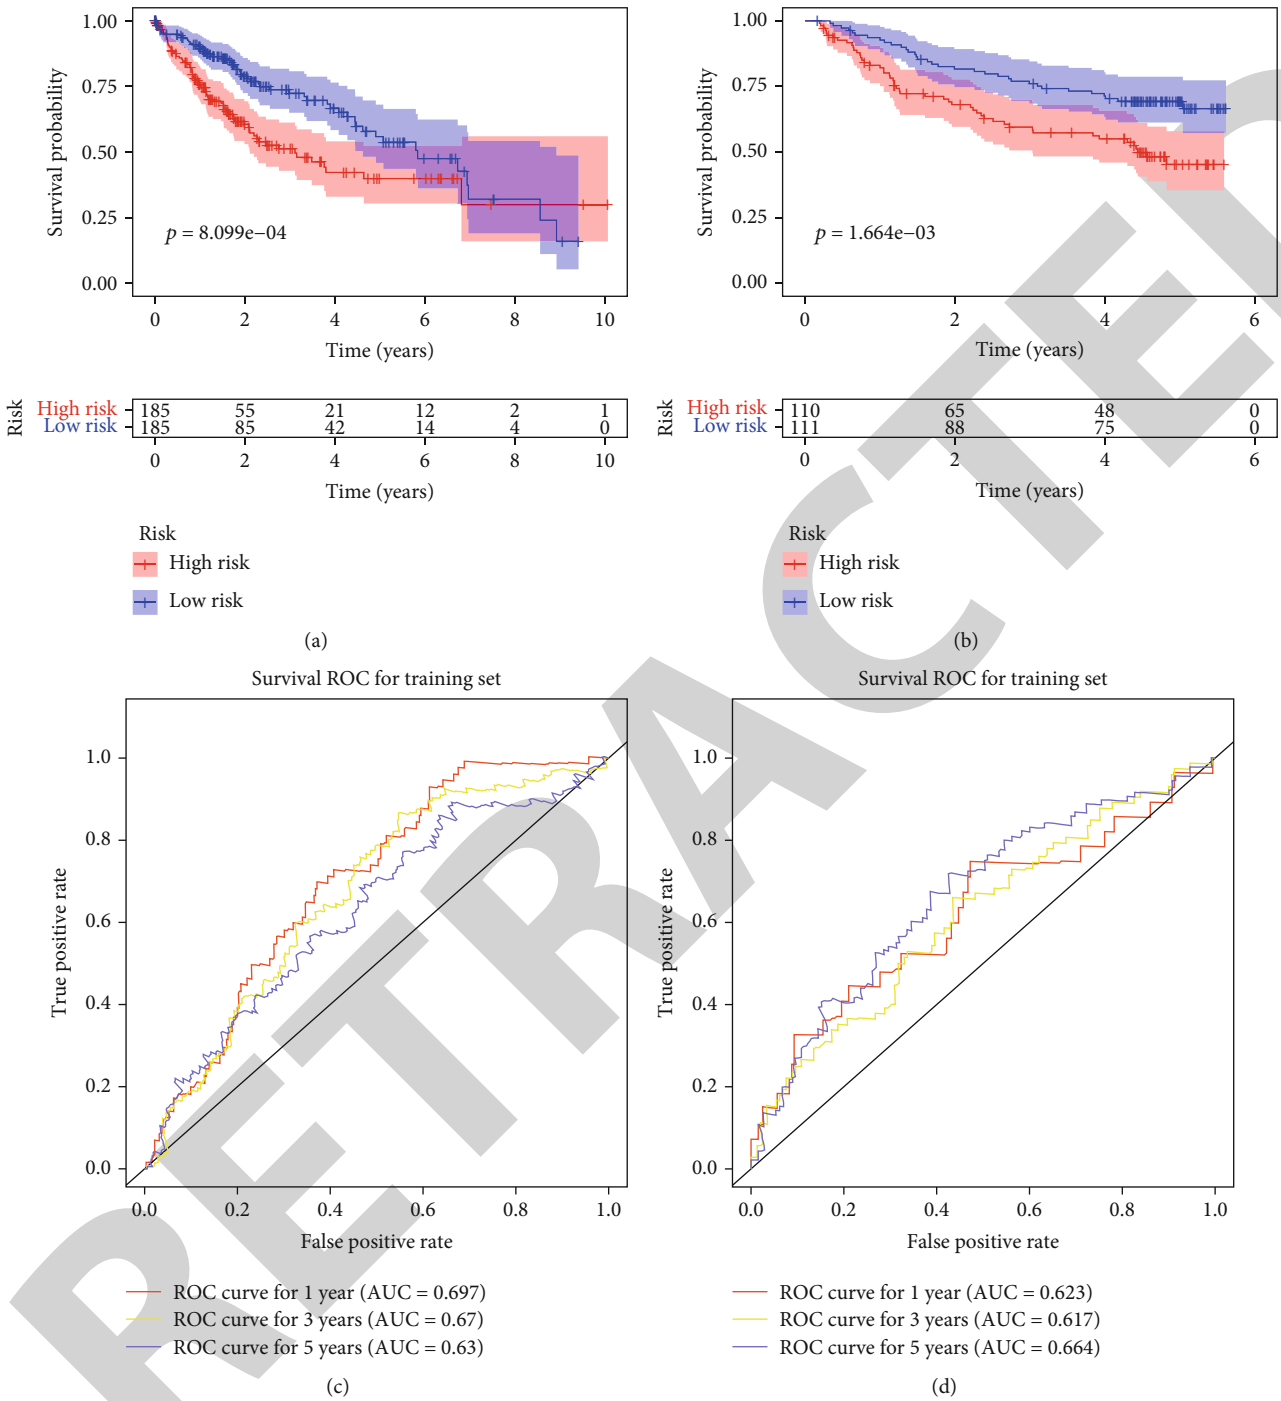 1.00
0.75
0.50
0.25
0.00
Survival probability
p = 8.099e−04
0 2 4 6 8 10
Time (years)
Risk
High risk 185 55 21 12 2 1
Low risk 185 85 42 14 4 0
0 2 4 6 8 10
Time (years)
Risk
High risk
Low risk
(a)
1.00
0.75
0.50
0.25
0.00
Survival probability
p = 1.664e−03
0 2 4 6
Time (years)
Risk
High risk 110 65 48 0
Low risk 111 88 75 0
0 2 4 6
Time (years)
Risk
High risk
Low risk
(b)
Survival ROC for training set
1.0
0.8
0.6
0.4
0.2
0.0
True positive rate
0.0 0.2 0.4 0.6 0.8 1.0
False positive rate
ROC curve for 1 year (AUC = 0.697)
ROC curve for 3 years (AUC = 0.67)
ROC curve for 5 years (AUC = 0.63)
(c)
Survival ROC for training set
1.0
0.8
0.6
0.4
0.2
0.0
True positive rate
0.0 0.2 0.4 0.6 0.8 1.0
False positive rate
ROC curve for 1 year (AUC = 0.623)
ROC curve for 3 years (AUC = 0.617)
ROC curve for 5 years (AUC = 0.664)
(d)
RETRACTED